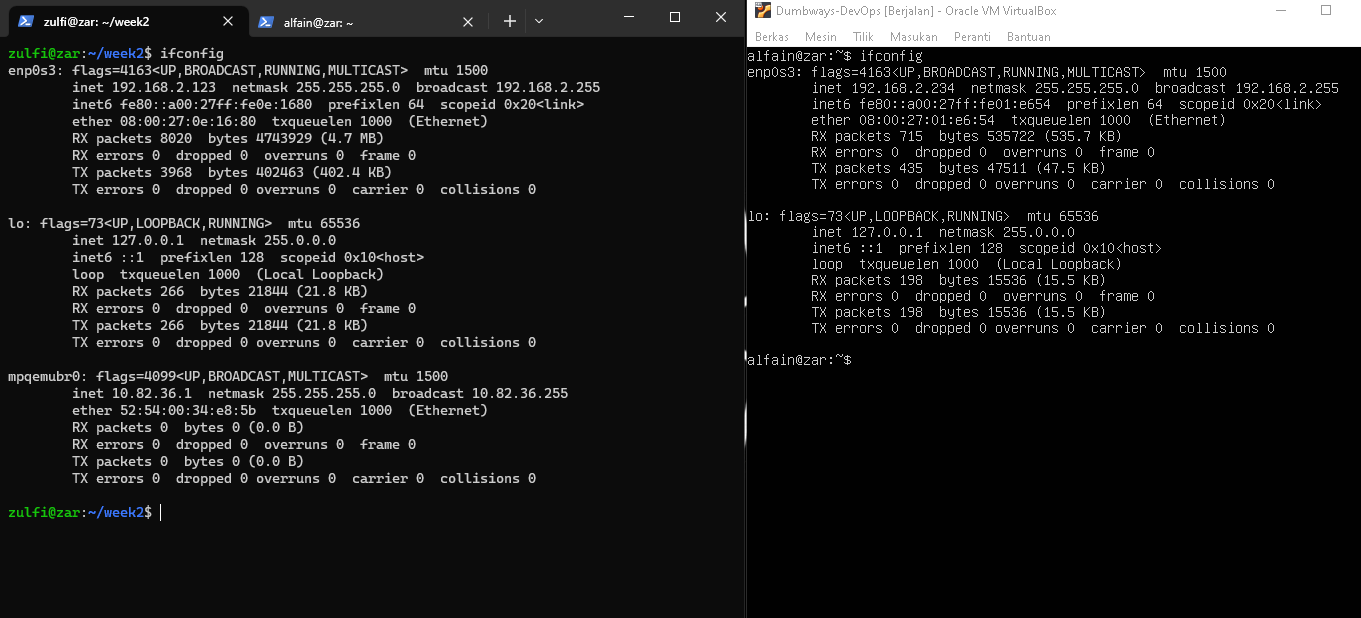 zulfi@zar: ~/week2
alfain@zar: ~
zulfi@zar:~/week2$ ifconfig
enp0s3: flags=4163<UP,BROADCAST,RUNNING,MULTICAST>  mtu 1500
        inet 192.168.2.123  netmask 255.255.255.0  broadcast 192.168.2.255
        inet6 fe80::a00:27ff:fe0e:1680  prefixlen 64  scopeid 0x20<link>
        ether 08:00:27:0e:16:80  txqueuelen 1000  (Ethernet)
        RX packets 8020  bytes 4743929 (4.7 MB)
        RX errors 0  dropped 0  overruns 0  frame 0
        TX packets 3968  bytes 402463 (402.4 KB)
        TX errors 0  dropped 0 overruns 0  carrier 0  collisions 0
lo: flags=73<UP,LOOPBACK,RUNNING>  mtu 65536
        inet 127.0.0.1  netmask 255.0.0.0
        inet6 ::1  prefixlen 128  scopeid 0x10<host>
        loop  txqueuelen 1000  (Local Loopback)
        RX packets 266  bytes 21844 (21.8 KB)
        RX errors 0  dropped 0  overruns 0  frame 0
        TX packets 266  bytes 21844 (21.8 KB)
        TX errors 0  dropped 0 overruns 0  carrier 0  collisions 0
mpqemubr0: flags=4099<UP,BROADCAST,MULTICAST>  mtu 1500
        inet 10.82.36.1  netmask 255.255.255.0  broadcast 10.82.36.255
        ether 52:54:00:34:e8:5b  txqueuelen 1000  (Ethernet)
        RX packets 0  bytes 0 (0.0 B)
        RX errors 0  dropped 0  overruns 0  frame 0
        TX packets 0  bytes 0 (0.0 B)
        TX errors 0  dropped 0 overruns 0  carrier 0  collisions 0
zulfi@zar:~/week2$
Dumbways-DevOps [Berjalan] - Oracle VM VirtualBox
Berkas Mesin Tilik Masukan Peranti Bantuan
alfain@zar:~$ ifconfig
enp0s3: flags=4163<UP,BROADCAST,RUNNING,MULTICAST>  mtu 1500
        inet 192.168.2.234  netmask 255.255.255.0  broadcast 192.168.2.255
        inet6 fe80::a00:27ff:fe01:e654  prefixlen 64  scopeid 0x20<link>
        ether 08:00:27:01:e6:54  txqueuelen 1000  (Ethernet)
        RX packets 715  bytes 535722 (535.7 KB)
        RX errors 0  dropped 0  overruns 0  frame 0
        TX packets 435  bytes 47511 (47.5 KB)
        TX errors 0  dropped 0 overruns 0  carrier 0  collisions 0
lo: flags=73<UP,LOOPBACK,RUNNING>  mtu 65536
        inet 127.0.0.1  netmask 255.0.0.0
        inet6 ::1  prefixlen 128  scopeid 0x10<host>
        loop  txqueuelen 1000  (Local Loopback)
        RX packets 198  bytes 15536 (15.5 KB)
        RX errors 0  dropped 0  overruns 0  frame 0
        TX packets 198  bytes 15536 (15.5 KB)
        TX errors 0  dropped 0 overruns 0  carrier 0  collisions 0
alfain@zar:~$